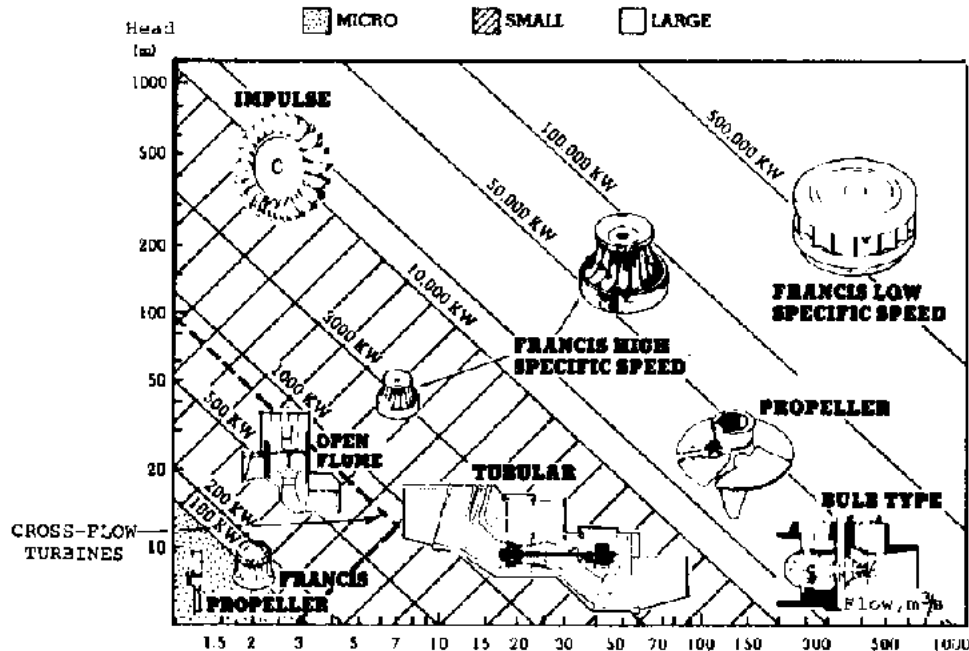 MICRO
SMALL
LARGE
Head
(m)
1000
500
200
100
50
20
10
IMPULSE
500,000 KW
100,000 KW
50,000 KW
10,000 KW
3000 KW
1000 KW
500 KW
200 KW
100 KW
FRANCIS LOW
SPECIFIC SPEED
FRANCIS HIGH
SPECIFIC SPEED
PROPELLER
OPEN
FLUME
TUBULAR
BULB TYPE
CROSS-FLOW
TURBINES
FRANCIS
PROPELLER
Flow, m³/s
1.5 2 3 5 7 10 15 20 30 50 70 100 150 300 500 1000